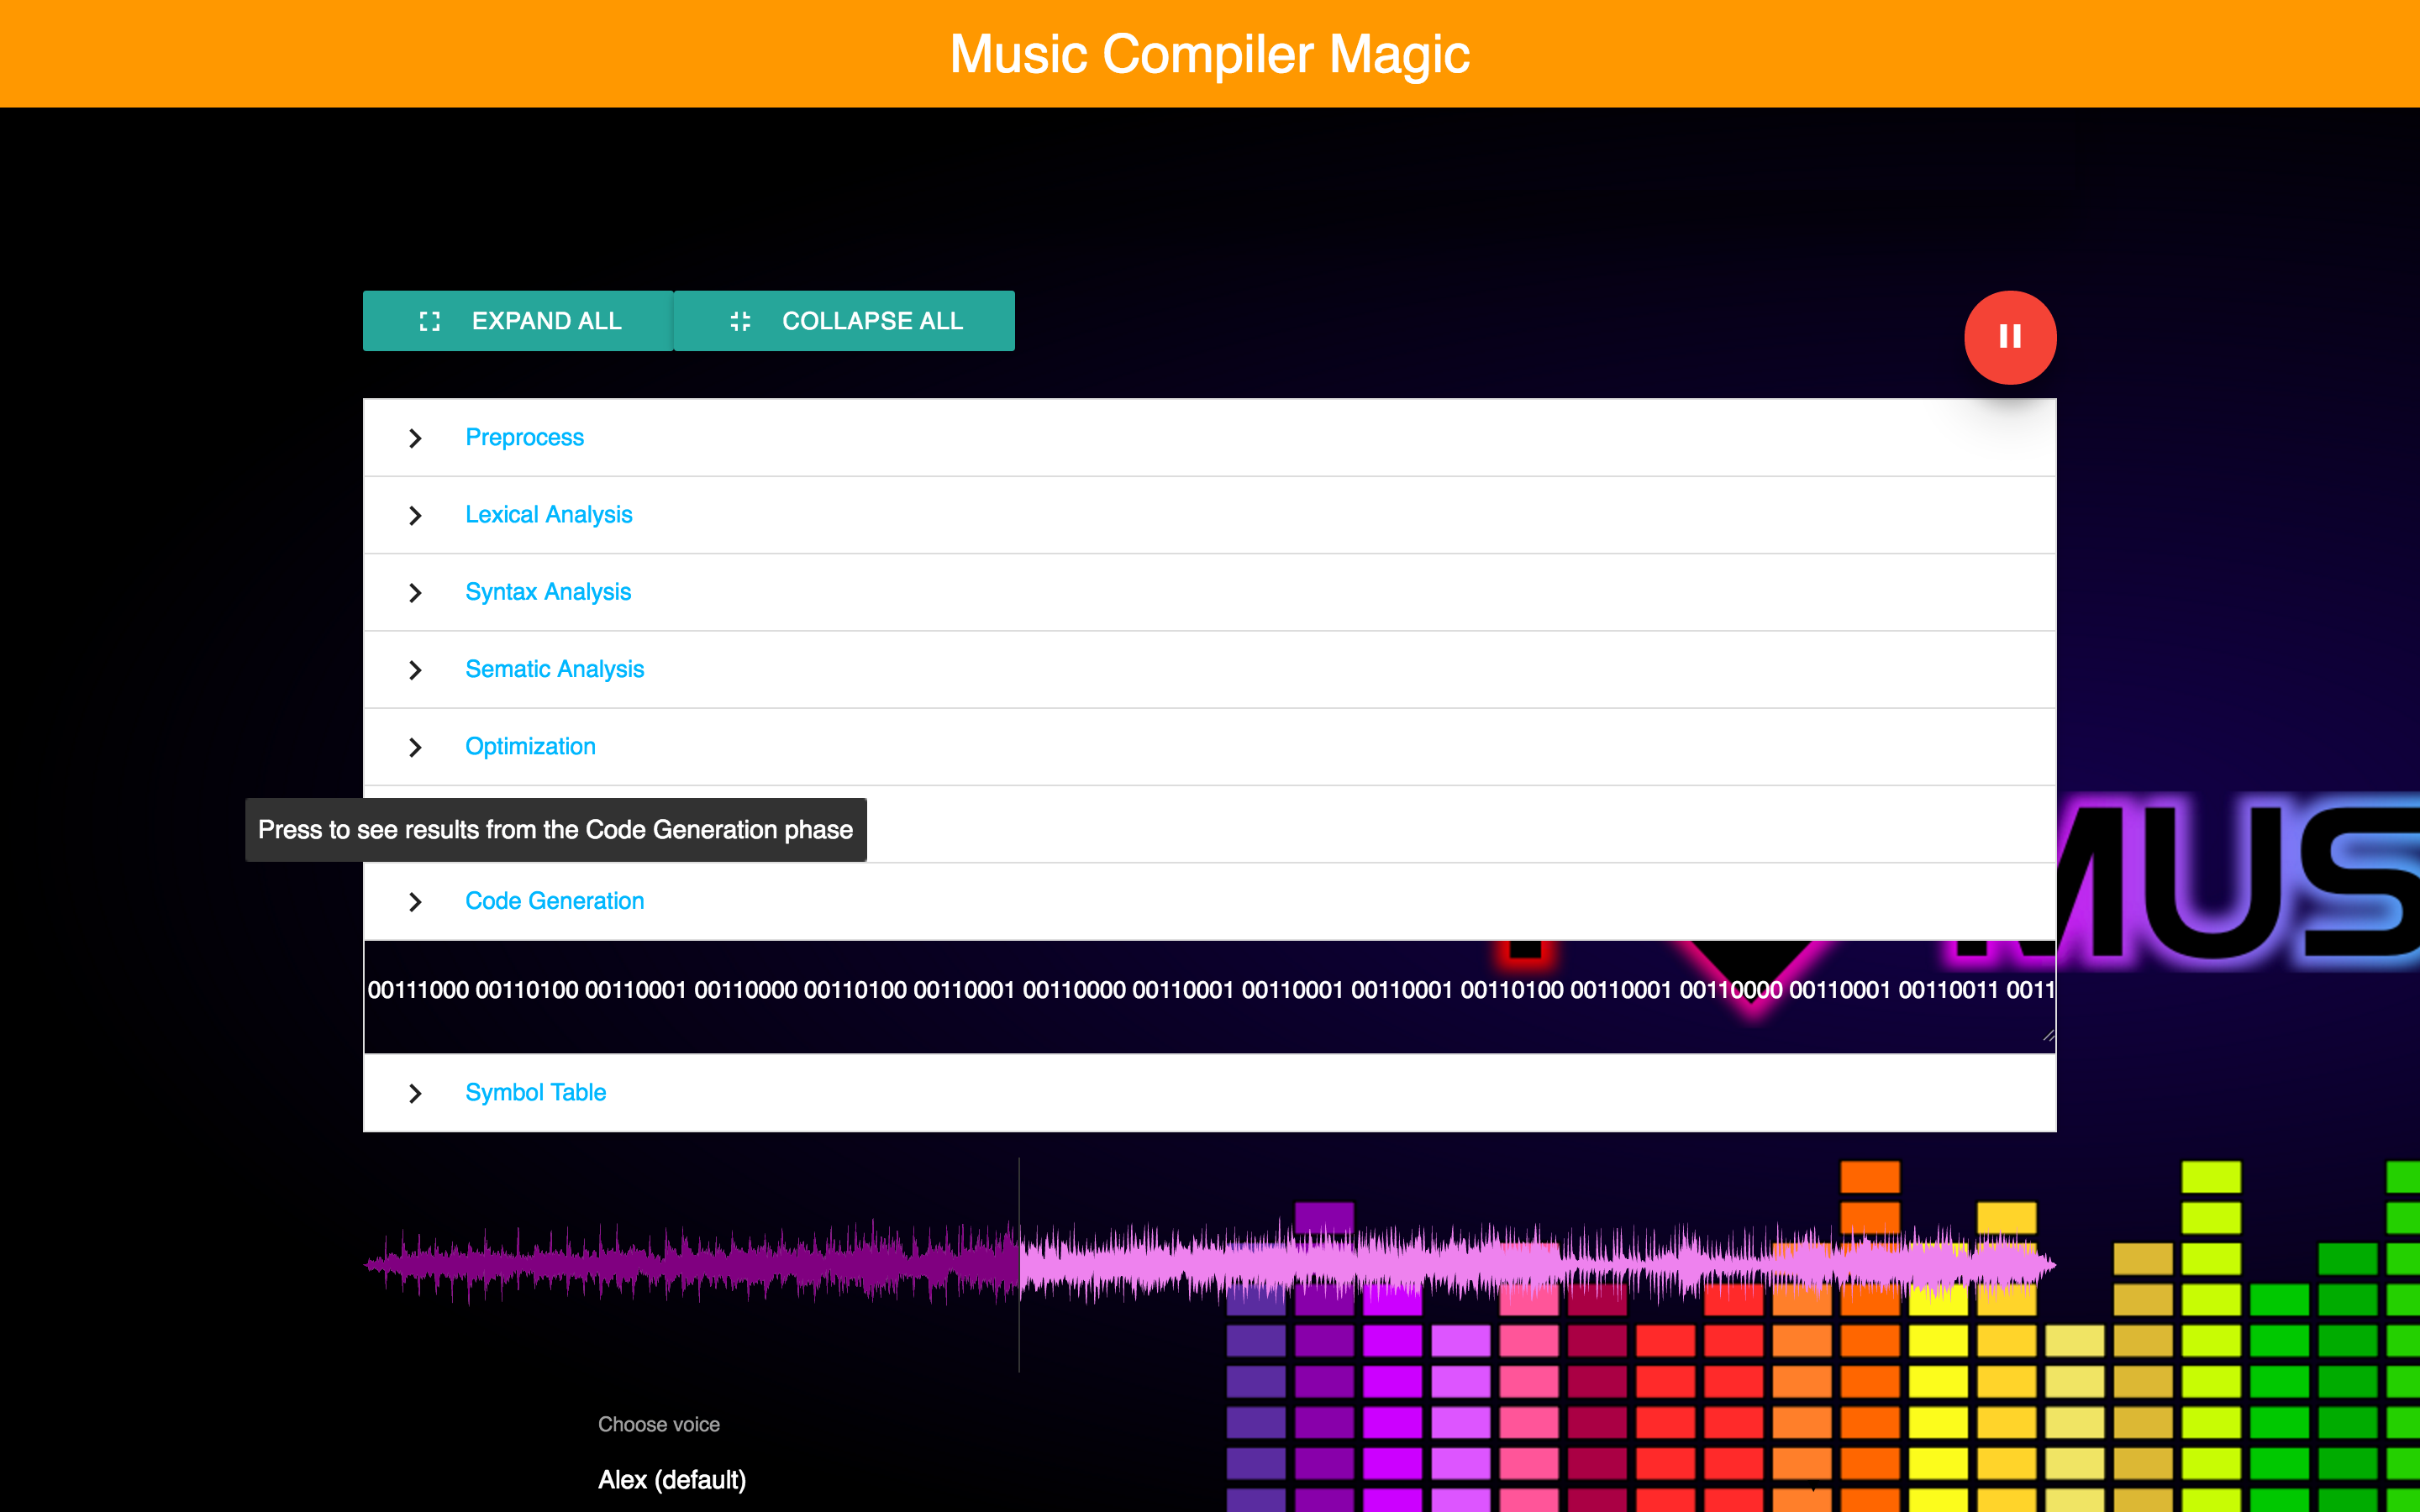 Music Compiler Magic
EXPAND ALL COLLAPSE ALL
Preprocess
Lexical Analysis
Syntax Analysis
Sematic Analysis
Optimization
Press to see results from the Code Generation phase
Code Generation
MUS
00111000 00110100 00110001 00110000 00110100 00110001 00110000 00110001 00110001 00110001 00110100 00110001 00110000 00110001 00110011 0011
Symbol Table
Choose voice
Alex (default)